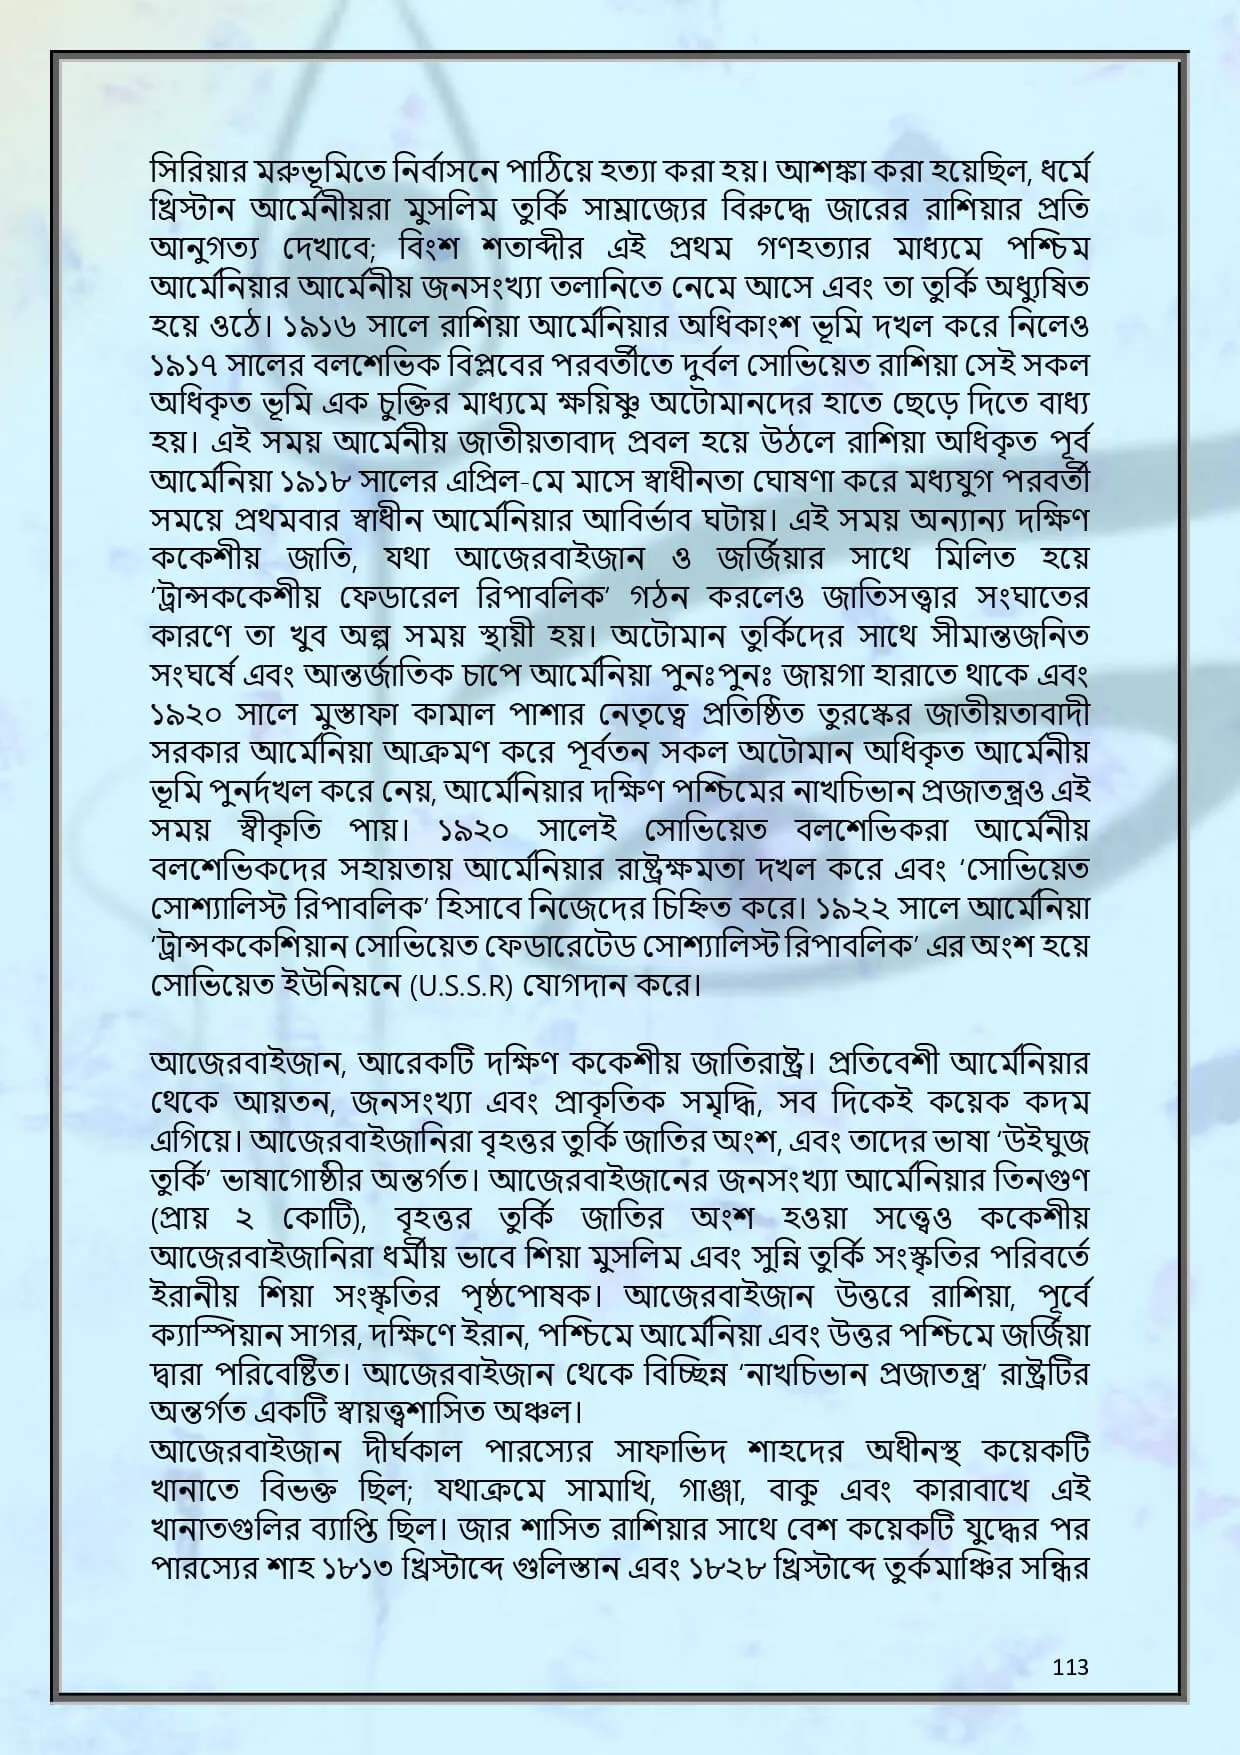 সিরিয়ার মরুভূমিতে নির্বাসনে পাঠিয়ে হত্যা করা হয়। আশঙ্কা করা হয়েছিল, ধর্মে
খ্রিস্টান আর্মেনীয়রা মুসলিম তুর্কি সাম্রাজ্যের বিরুদ্ধে জারের রাশিয়ার প্রতি
আনুগত্য দেখাবে; বিংশ শতাব্দীর এই প্রথম গণহত্যার মাধ্যমে পশ্চিম
আর্মেনিয়ার আর্মেনীয় জনসংখ্যা তলানিতে নেমে আসে এবং তা তুর্কি অধ্যুষিত
হয়ে ওঠে। ১৯১৬ সালে রাশিয়া আর্মেনিয়ার অধিকাংশ ভূমি দখল করে নিলেও
১৯১৭ সালের বলশেভিক বিপ্লবের পরবর্তীতে দুর্বল সোভিয়েত রাশিয়া সেই সকল
অধিকৃত ভূমি এক চুক্তির মাধ্যমে ক্ষয়িষ্ণু অটোমানদের হাতে ছেড়ে দিতে বাধ্য
হয়। এই সময় আর্মেনীয় জাতীয়তাবাদ প্রবল হয়ে উঠলে রাশিয়া অধিকৃত পূর্ব
আর্মেনিয়া ১৯১৮ সালের এপ্রিল-মে মাসে স্বাধীনতা ঘোষণা করে মধ্যযুগ পরবর্তী
সময়ে প্রথমবার স্বাধীন আর্মেনিয়ার আবির্ভাব ঘটায়। এই সময় অন্যান্য দক্ষিণ
ককেশীয় জাতি, যথা আজেরবাইজান ও জর্জিয়ার সাথে মিলিত হয়ে
‘ট্রান্সককেশীয় ফেডারেল রিপাবলিক’ গঠন করলেও জাতিসত্ত্বার সংঘাতের
কারণে তা খুব অল্প সময় স্থায়ী হয়। অটোমান তুর্কিদের সাথে সীমান্তজনিত
সংঘর্ষে এবং আন্তর্জাতিক চাপে আর্মেনিয়া পুনঃপুনঃ জায়গা হারাতে থাকে এবং
১৯২০ সালে মুস্তাফা কামাল পাশার নেতৃত্বে প্রতিষ্ঠিত তুরস্কের জাতীয়তাবাদী
সরকার আর্মেনিয়া আক্রমণ করে পূর্বতন সকল অটোমান অধিকৃত আর্মেনীয়
ভূমি পুনর্দখল করে নেয়, আর্মেনিয়ার দক্ষিণ পশ্চিমের নাখচিভান প্রজাতন্ত্রও এই
সময় স্বীকৃতি পায়। ১৯২০ সালেই সোভিয়েত বলশেভিকরা আর্মেনীয়
বলশেভিকদের সহায়তায় আর্মেনিয়ার রাষ্ট্রক্ষমতা দখল করে এবং ‘সোভিয়েত
সোশ্যালিস্ট রিপাবলিক’ হিসাবে নিজেদের চিহ্নিত করে। ১৯২২ সালে আর্মেনিয়া
‘ট্রান্সককেশিয়ান সোভিয়েত ফেডারেটেড সোশ্যালিস্ট রিপাবলিক’ এর অংশ হয়ে
সোভিয়েত ইউনিয়নে (U.S.S.R) যোগদান করে।
আজেরবাইজান, আরেকটি দক্ষিণ ককেশীয় জাতিরাষ্ট্র। প্রতিবেশী আর্মেনিয়ার
থেকে আয়তন, জনসংখ্যা এবং প্রাকৃতিক সমৃদ্ধি, সব দিকেই কয়েক কদম
এগিয়ে। আজেরবাইজানিরা বৃহত্তর তুর্কি জাতির অংশ, এবং তাদের ভাষা ‘উইঘুজ
তুর্কি’ ভাষাগোষ্ঠীর অন্তর্গত। আজেরবাইজানের জনসংখ্যা আর্মেনিয়ার তিনগুণ
(প্রায় ২ কোটি), বৃহত্তর তুর্কি জাতির অংশ হওয়া সত্ত্বেও ককেশীয়
আজেরবাইজানিরা ধর্মীয় ভাবে শিয়া মুসলিম এবং সুন্নি তুর্কি সংস্কৃতির পরিবর্তে
ইরানীয় শিয়া সংস্কৃতির পৃষ্ঠপোষক। আজেরবাইজান উত্তরে রাশিয়া, পূর্বে
ক্যাস্পিয়ান সাগর, দক্ষিণে ইরান, পশ্চিমে আর্মেনিয়া এবং উত্তর পশ্চিমে জর্জিয়া
দ্বারা পরিবেষ্টিত। আজেরবাইজান থেকে বিচ্ছিন্ন ‘নাখচিভান প্রজাতন্ত্র’ রাষ্ট্রটির
অন্তর্গত একটি স্বায়ত্ত্বশাসিত অঞ্চল।
আজেরবাইজান দীর্ঘকাল পারস্যের সাফাভিদ শাহদের অধীনস্থ কয়েকটি
খানাতে বিভক্ত ছিল; যথাক্রমে সামাখি, গাঞ্জা, বাকু এবং কারাবাখে এই
খানাতগুলির ব্যাপ্তি ছিল। জার শাসিত রাশিয়ার সাথে বেশ কয়েকটি যুদ্ধের পর
পারস্যের শাহ ১৮১৩ খ্রিস্টাব্দে গুলিস্তান এবং ১৮২৮ খ্রিস্টাব্দে তুর্কমাঞ্চির সন্ধির
113